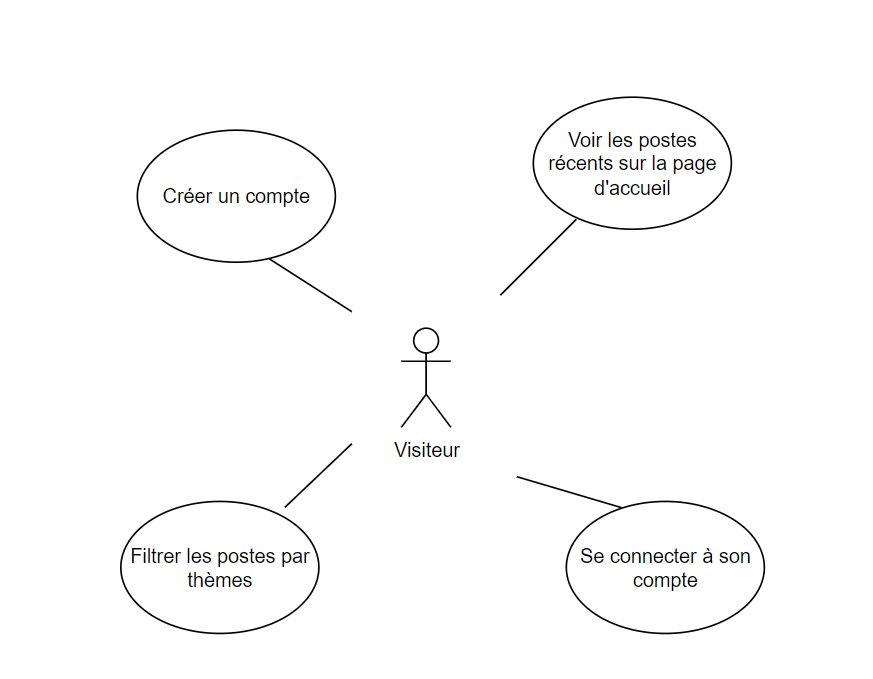 Voir les postes
récents sur la page
d'accueil
Créer un compte
Visiteur
Filtrer les postes par
thèmes
Se connecter à son
compte